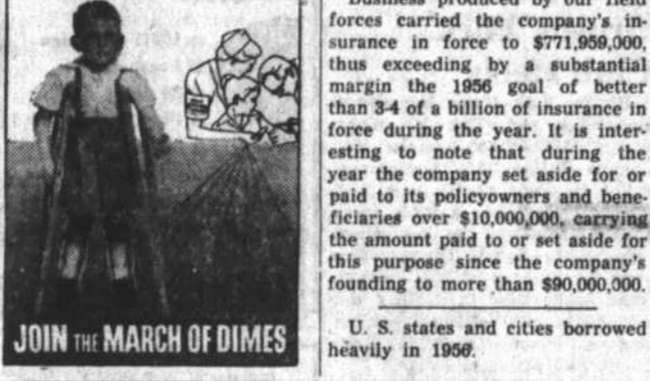 JOIN THE MARCH OF DIMES
Business produced by our field
forces carried the company's in-
surance in force to $771,959,000,
thus exceeding by a substantial
margin the 1956 goal of better
than 3-4 of a billion of insurance in
force during the year. It is inter-
esting to note that during the
year the company set aside for or
paid to its policyowners and bene-
ficiaries over $10,000,000, carrying
the amount paid to or set aside for
this purpose since the company's
founding to more than $90,000,000.
U. S. states and cities borrowed
heavily in 1956.